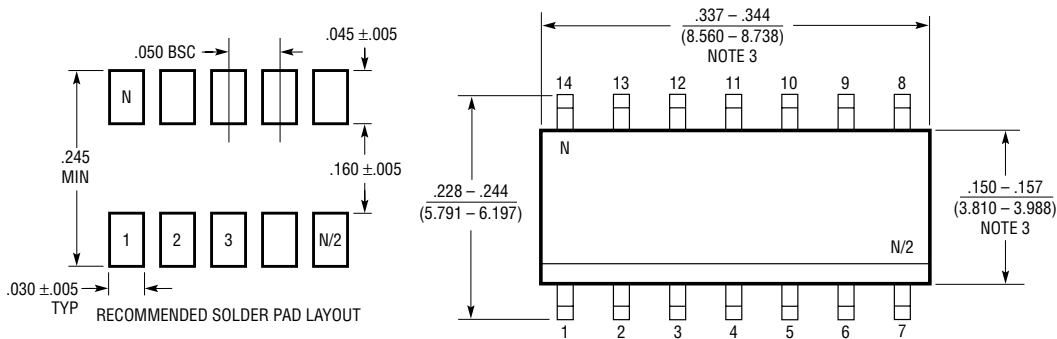 .050 BSC
.045 ±.005
N
.245
MIN
.160 ±.005
1 2 3 N/2
.030 ±.005
TYP
RECOMMENDED SOLDER PAD LAYOUT
.337 – .344
(8.560 – 8.738)
NOTE 3
14 13 12 11 10 9 8
N
.228 – .244
(5.791 – 6.197)
.150 – .157
(3.810 – 3.988)
NOTE 3
N/2
1 2 3 4 5 6 7